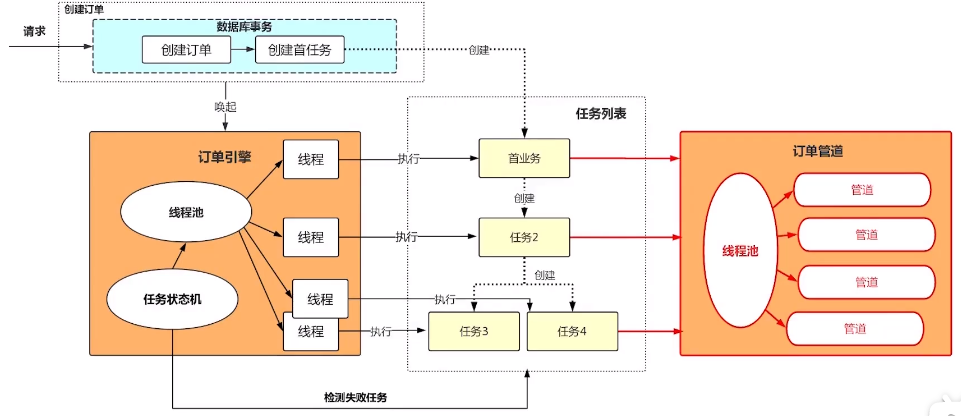 创建订单
请求
数据库事务
创建订单
创建首任务
创建
唤起
任务列表
订单引擎
线程
执行
首业务
订单管道
线程池
创建
管道
线程
执行
任务2
管道
线程池
任务状态机
创建
管道
线程
执行
线程
执行
任务3
任务4
管道
检测失败任务